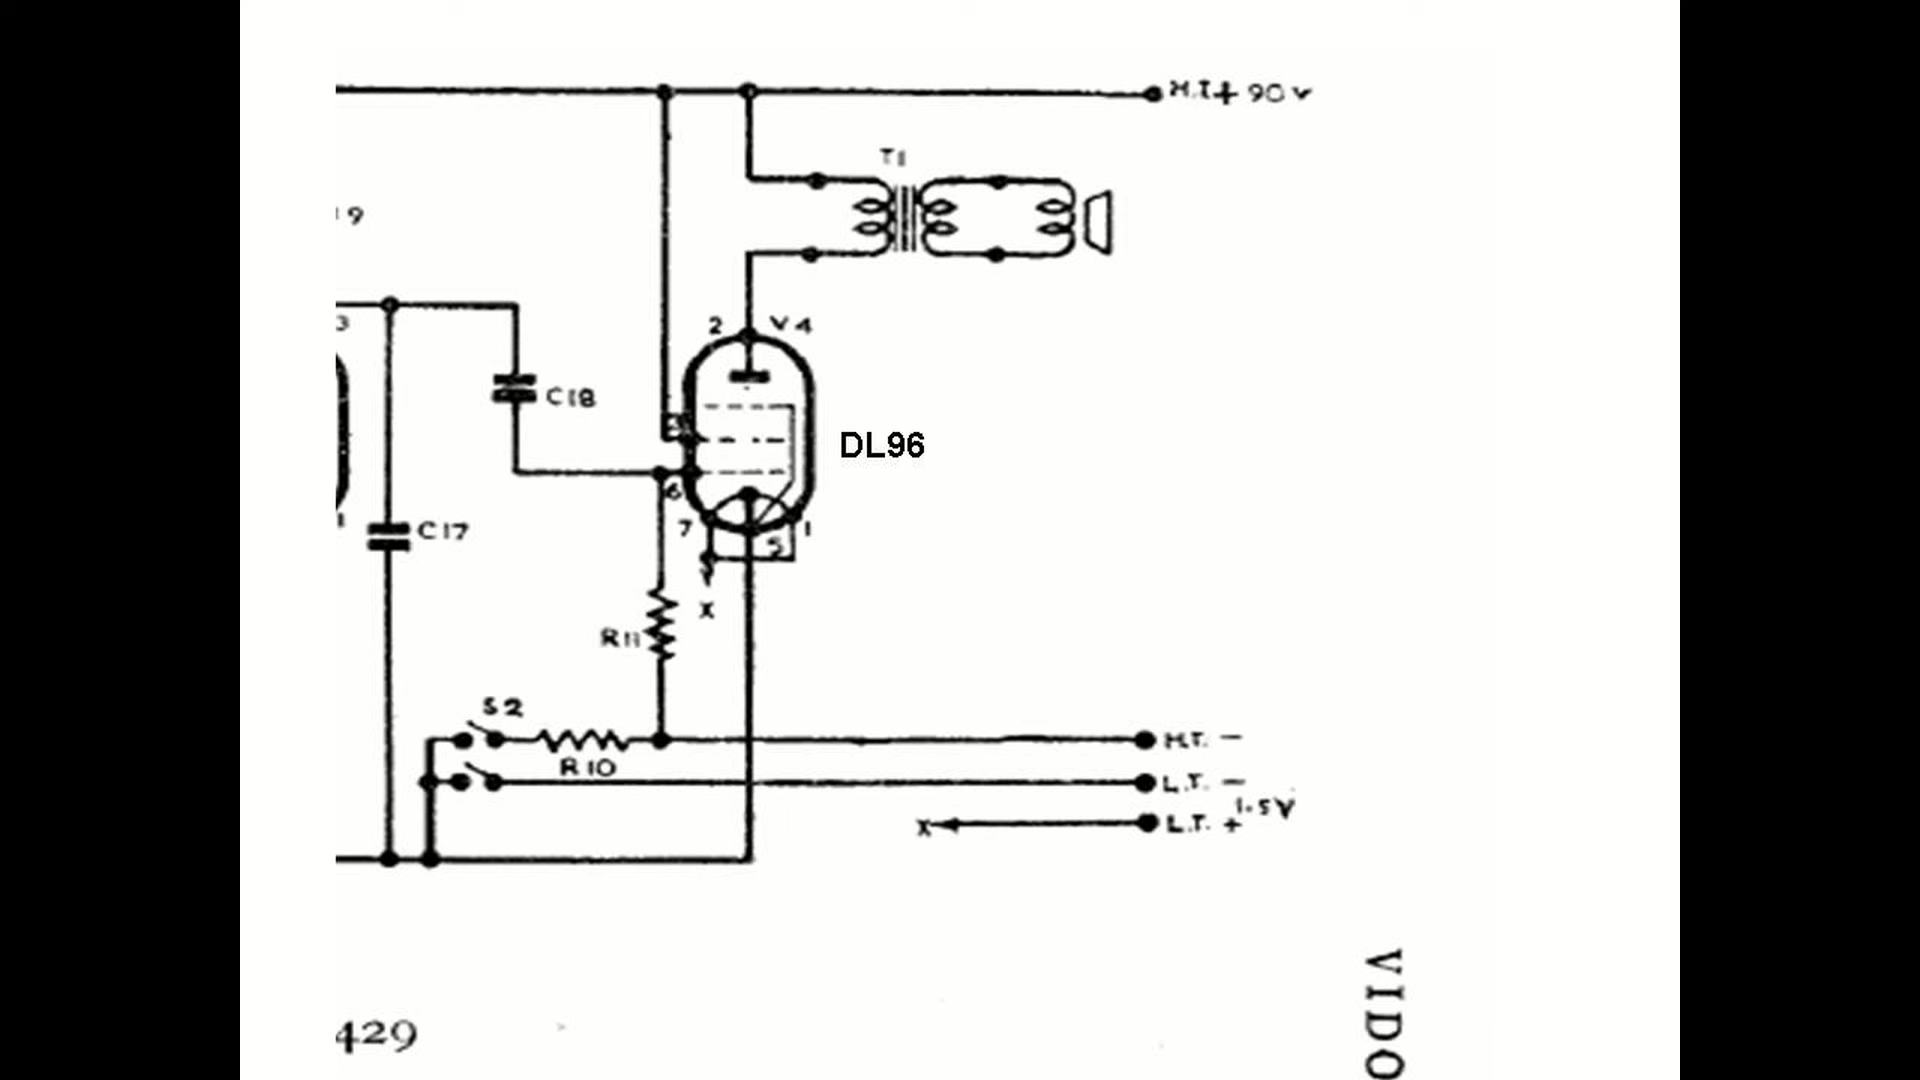 H.T.+ 90 V
T1
19
3
2 V4
C18
DL96
6
7
5
1
1
C17
X
R11
S2
R10
H.T. -
L.T. -
1.5V
X
L.T. +
429
VIDO